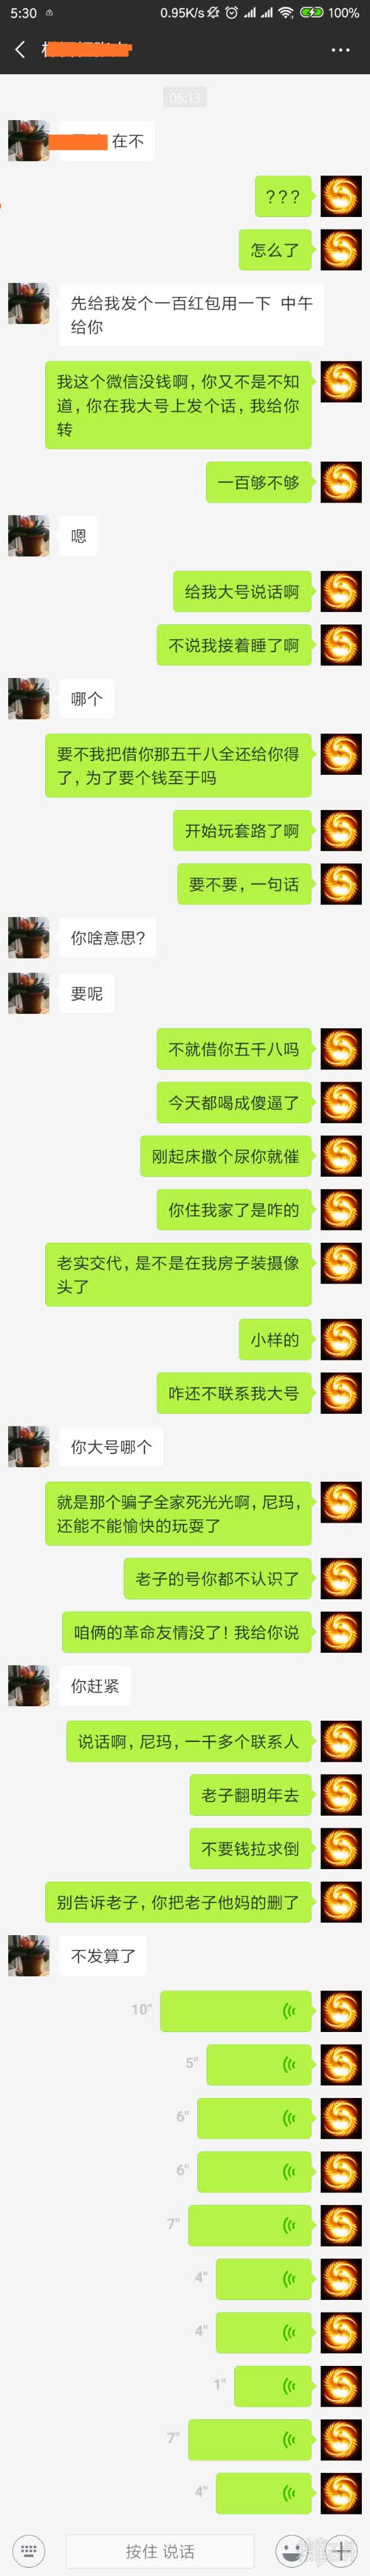 5:30
0.95K/s
100%
05:13
在不
???
怎么了
先给我发个一百红包用一下 中午
给你
我这个微信没钱啊,你又不是不知
道,你在我大号上发个话,我给你
转
一百够不够
嗯
给我大号说话啊
不说我接着睡了啊
哪个
要不我把借你那五千八全还给你得
了,为了要个钱至于吗
开始玩套路了啊
要不要,一句话
你啥意思?
要呢
不就借你五千八吗
今天都喝成傻逼了
刚起床撒个尿你就催
你住我家了是咋的
老实交代,是不是在我房子装摄像
头了
小样的
咋还不联系我大号
你大号哪个
就是那个骗子全家死光光啊,尼玛,
还能不能愉快的玩耍了
老子的号你都不认识了
咱俩的革命友情没了!我给你说
你赶紧
说话啊,尼玛,一千多个联系人
老子翻明年去
不要钱拉求倒
别告诉老子,你把老子他妈的删了
不发算了
10"
5"
6"
6"
7"
4"
4"
1"
7"
4"
按住 说话